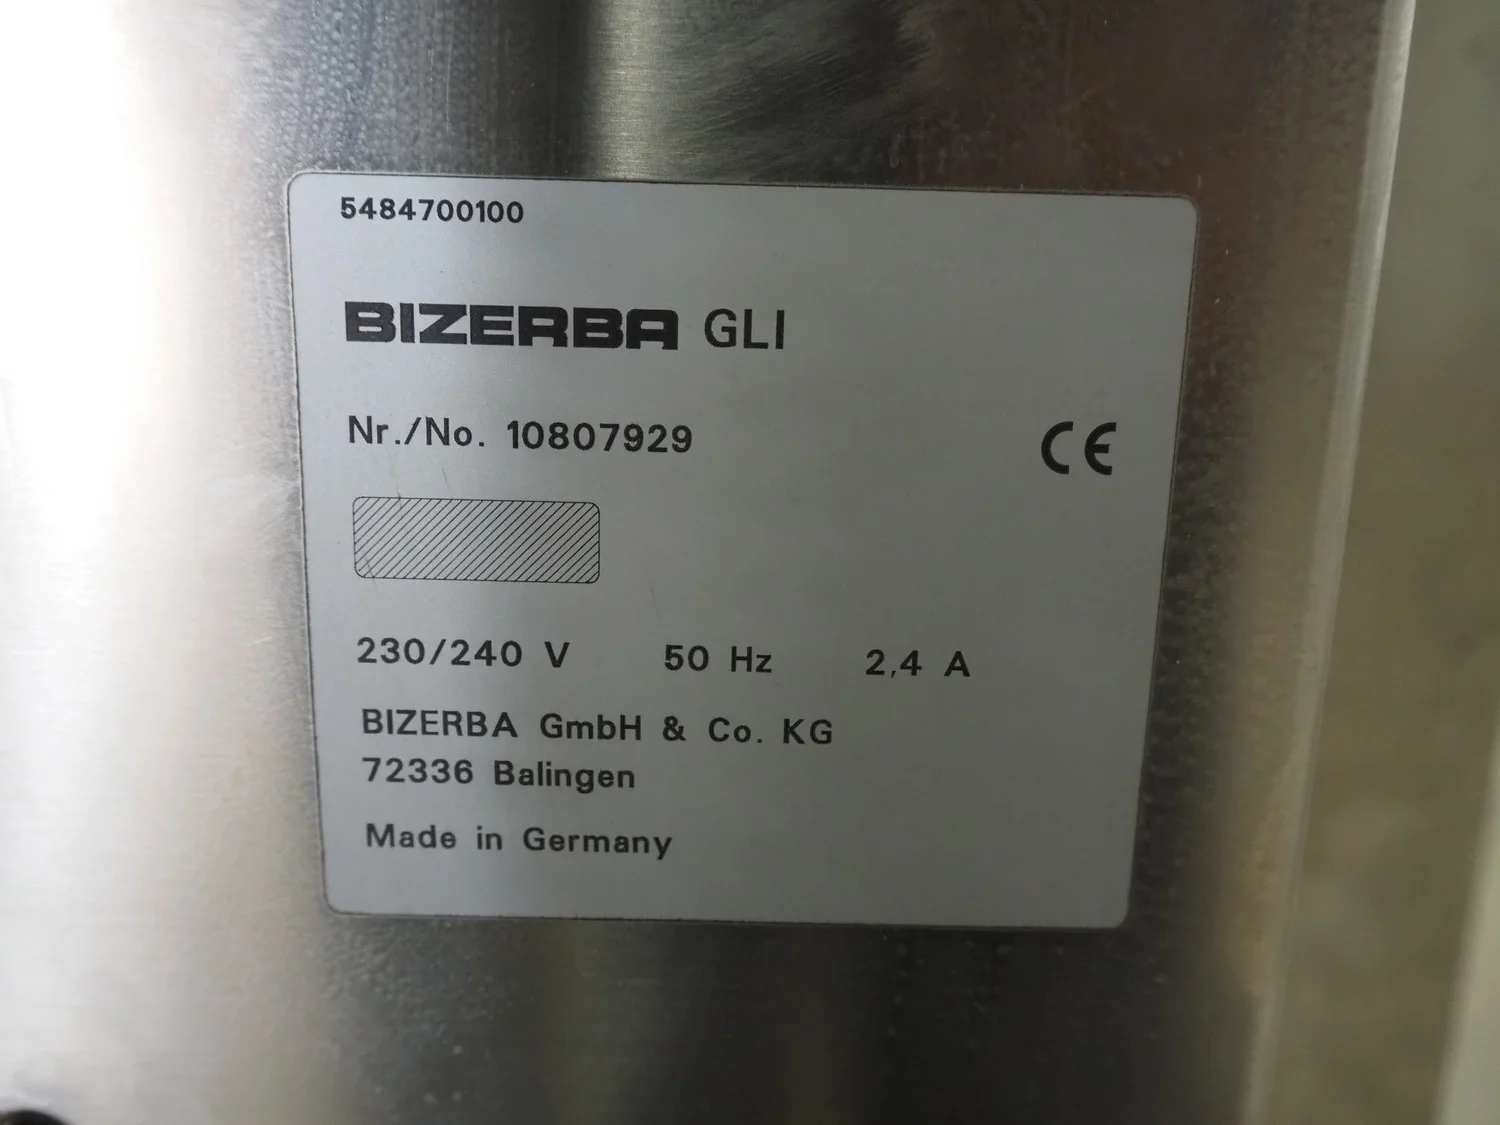 5484700100
BIZERBA GLI
Nr./No. 10807929
CE
230/240 V 50 Hz 2,4 A
BIZERBA GmbH & Co. KG
72336 Balingen
Made in Germany